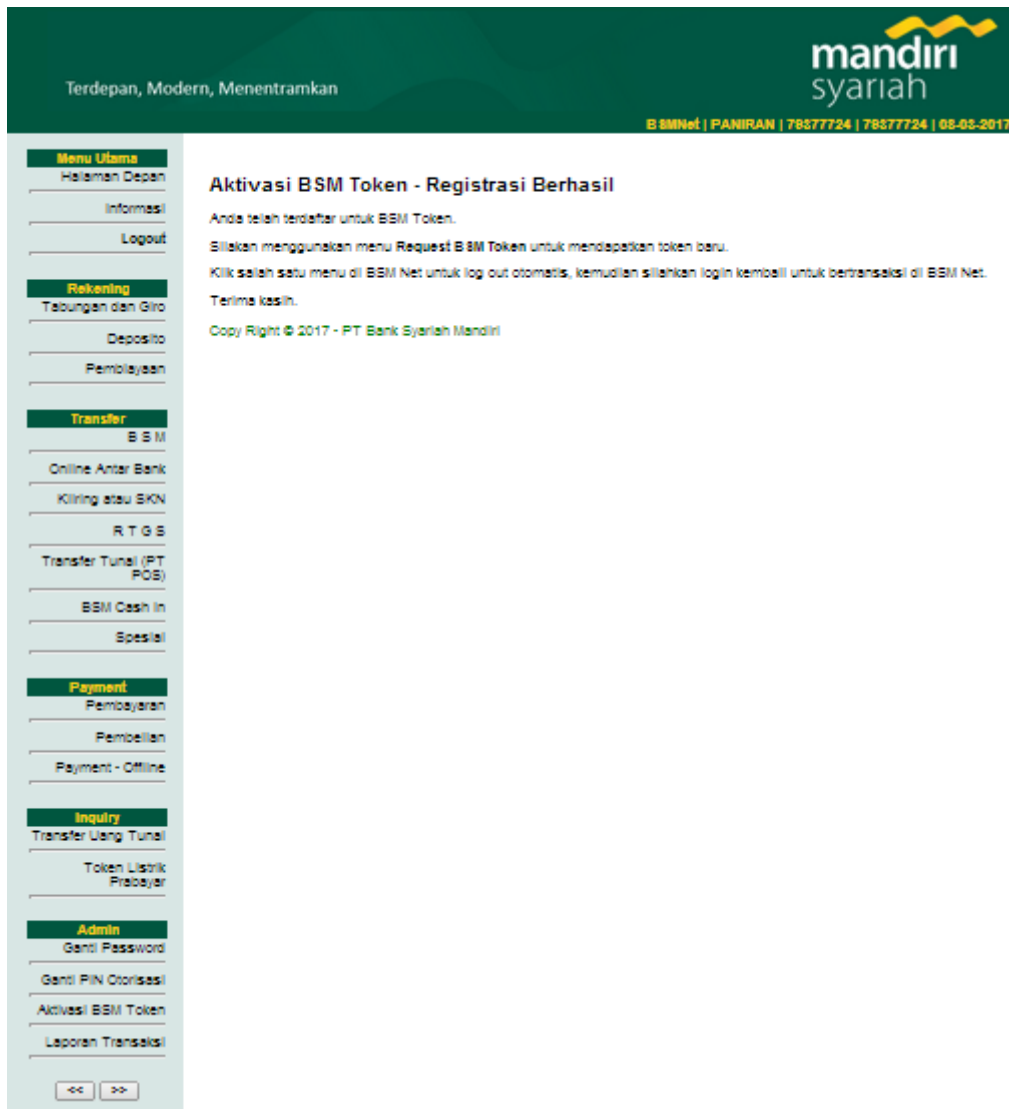 mandırı
syarıah
Terdepan, Modern, Menentramkan
BSMNet | PANIRAN | 78377724 | 78377724 | 08-03-2017
Menu Utama
Halaman Depan
Informasi
Logout
Rekening
Tabungan dan Giro
Deposito
Pembiayaan
Transfer
B S M
Online Antar Bank
Kliring atau SKN
R T G S
Transfer Tunai (PT
POS)
BSM Cash In
Spesial
Payment
Pembayaran
Pembelian
Payment - Offline
Inquiry
Transfer Uang Tunai
Token Listrik
Prabayar
Admin
Ganti Password
Ganti PIN Otorisasi
Aktivasi BSM Token
Laporan Transaksi
<< >>
Aktivasi BSM Token - Registrasi Berhasil
Anda telah terdaftar untuk BSM Token.
Silakan menggunakan menu Request BSM Token untuk mendapatkan token baru.
Klik salah satu menu di BSM Net untuk log out otomatis, kemudian silahkan login kembali untuk bertransaksi di BSM Net.
Terima kasih.
Copy Right © 2017 - PT Bank Syariah Mandiri